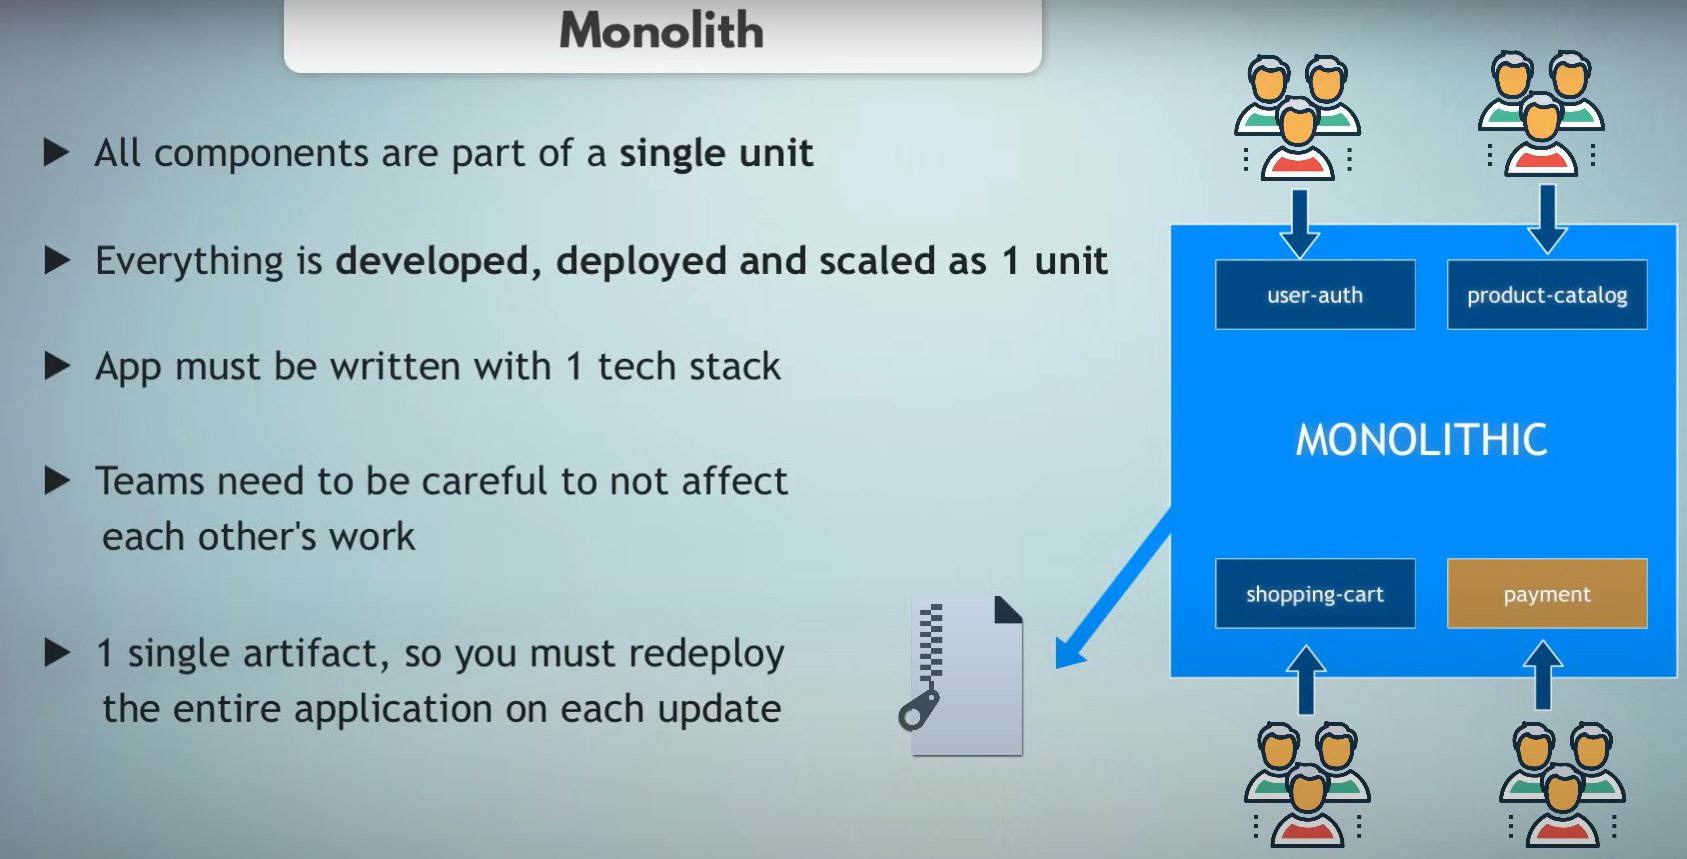 Monolith
All components are part of a single unit
Everything is developed, deployed and scaled as 1 unit
App must be written with 1 tech stack
Teams need to be careful to not affect
each other's work
1 single artifact, so you must redeploy
the entire application on each update
user-auth
product-catalog
MONOLITHIC
shopping-cart
payment